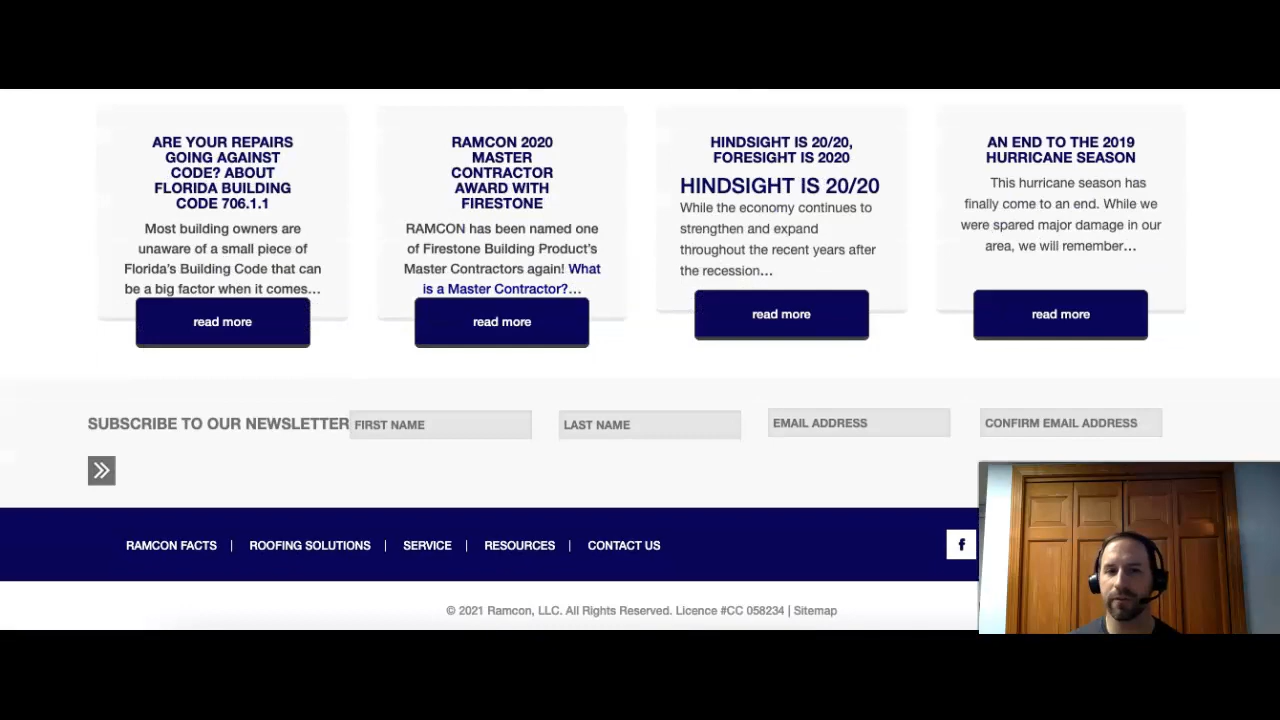 ARE YOUR REPAIRS
GOING AGAINST
CODE? ABOUT
FLORIDA BUILDING
CODE 706.1.1
Most building owners are
unaware of a small piece of
Florida's Building Code that can
be a big factor when it comes...
read more
RAMCON 2020
MASTER
CONTRACTOR
AWARD WITH
FIRESTONE
RAMCON has been named one
of Firestone Building Product's
Master Contractors again! What
is a Master Contractor?...
read more
HINDSIGHT IS 20/20,
FORESIGHT IS 2020
HINDSIGHT IS 20/20
While the economy continues to
strengthen and expand
throughout the recent years after
the recession...
read more
AN END TO THE 2019
HURRICANE SEASON
This hurricane season has
finally come to an end. While we
were spared major damage in our
area, we will remember...
read more
SUBSCRIBE TO OUR NEWSLETTER
FIRST NAME
LAST NAME
EMAIL ADDRESS
CONFIRM EMAIL ADDRESS
RAMCON FACTS | ROOFING SOLUTIONS | SERVICE | RESOURCES | CONTACT US
f
© 2021 Ramcon, LLC. All Rights Reserved. Licence #CC 058234 | Sitemap